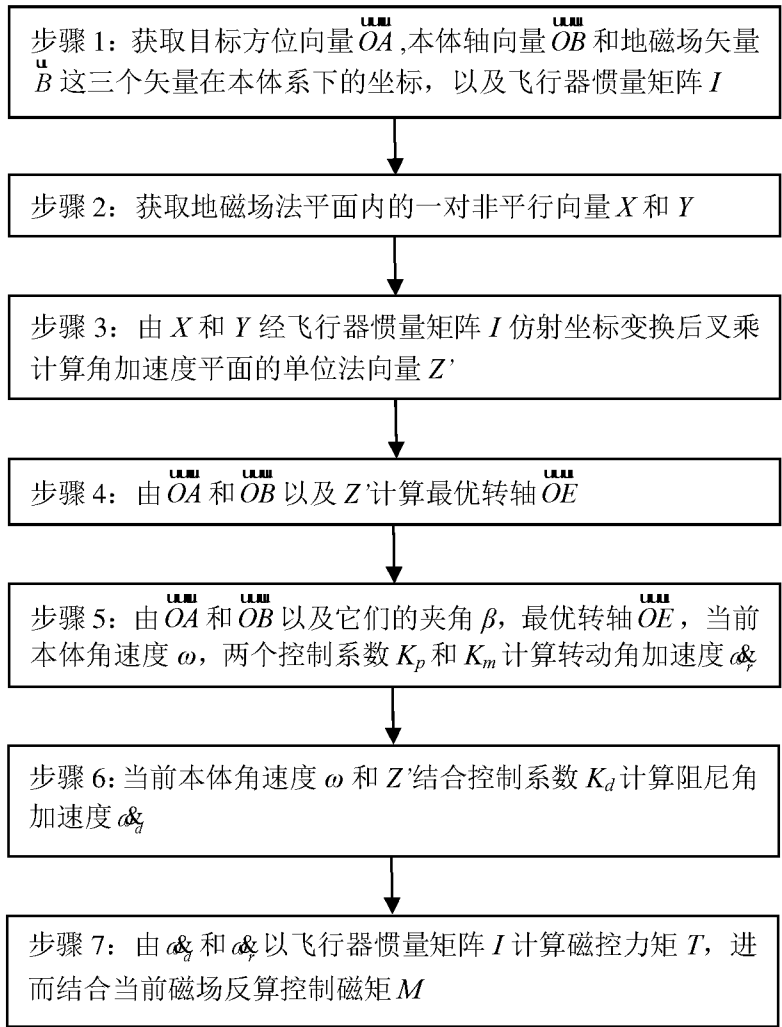 步骤 1：获取目标方位向量 OA ,本体轴向量 OB 和地磁场矢量
B 这三个矢量在本体系下的坐标，以及飞行器惯量矩阵 I
步骤 2：获取地磁场法平面内的一对非平行向量 X 和 Y
步骤 3：由 X 和 Y 经飞行器惯量矩阵 I 仿射坐标变换后叉乘
计算角加速度平面的单位法向量 Z’
步骤 4：由 OA 和 OB 以及 Z’计算最优转轴 OE
步骤 5：由 OA 和 OB 以及它们的夹角 β，最优转轴 OE，当前
本体角速度 ω，两个控制系数 Kp 和 Km 计算转动角加速度
步骤 6：当前本体角速度 ω 和 Z’结合控制系数 Kd 计算阻尼角
加速度
步骤 7：由 和 以飞行器惯量矩阵 I 计算磁控力矩 T，进
而结合当前磁场反算控制磁矩 M